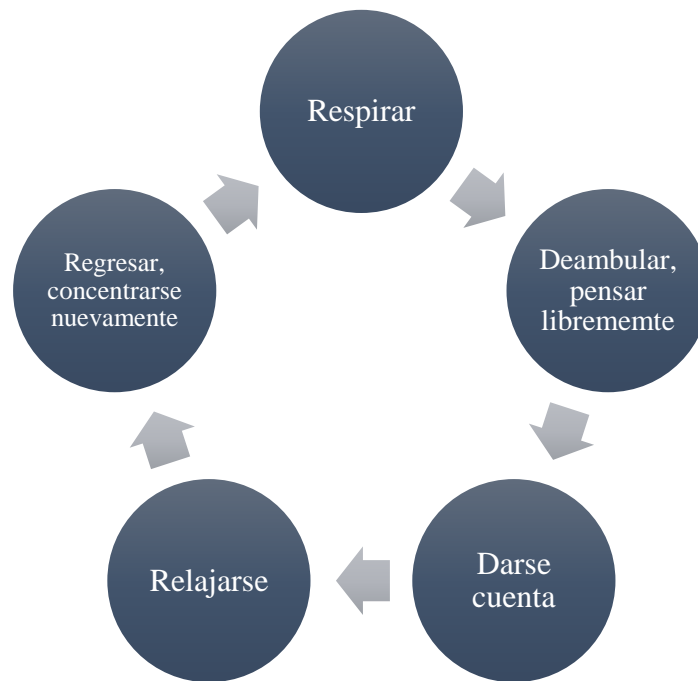 Respirar
Deambular,
pensar
librememte
Darse
cuenta
Relajarse
Regresar,
concentrarse
nuevamente